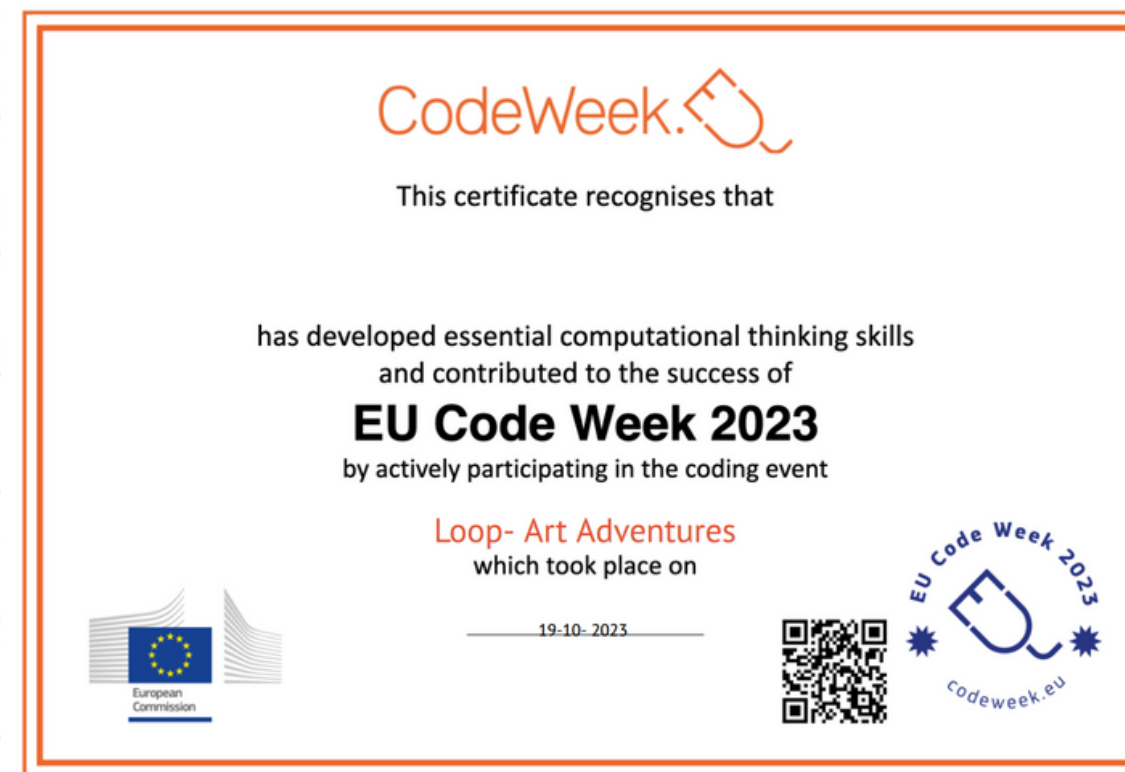 CodeWeek.EU
This certificate recognises that
has developed essential computational thinking skills
and contributed to the success of
EU Code Week 2023
by actively participating in the coding event
Loop- Art Adventures
which took place on
19-10- 2023
European
Commission
EU Code Week 2023
codeweek.eu